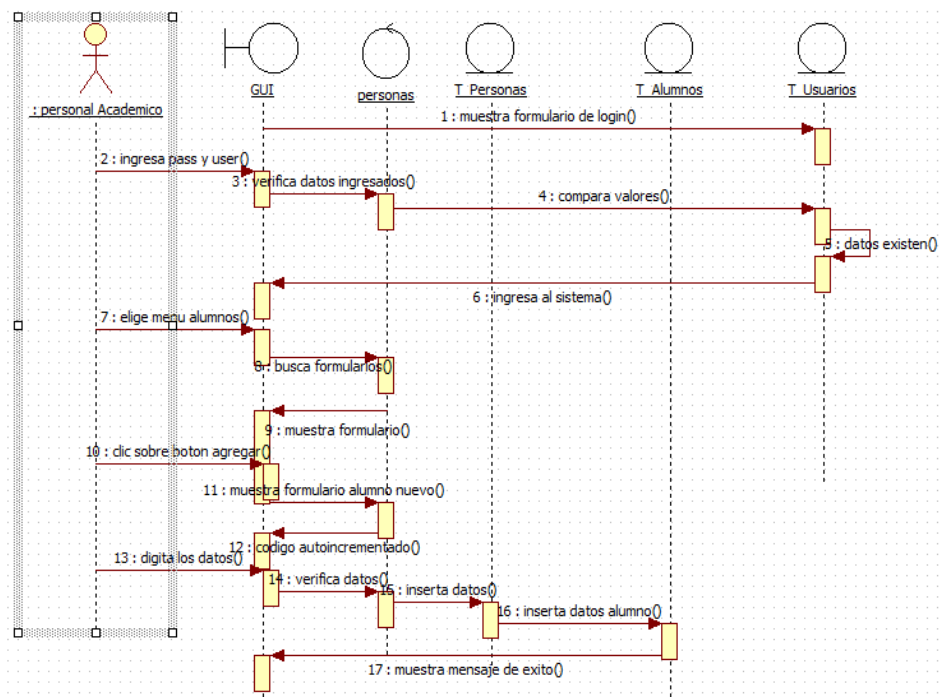 : personal Academico
GUI
personas
T_Personas
T_Alumnos
T_Usuarios
1 : muestra formulario de login()
2 : ingresa pass y user()
3 : verifica datos ingresados()
4 : compara valores()
5 : datos existen()
6 : ingresa al sistema()
7 : elige menu alumnos()
8 : busca formularios()
9 : muestra formulario()
10 : clic sobre boton agregar()
11 : muestra formulario alumno nuevo()
12 : codigo autoincrementado()
13 : digita los datos()
14 : verifica datos()
15 : inserta datos()
16 : inserta datos alumno()
17 : muestra mensaje de exito()